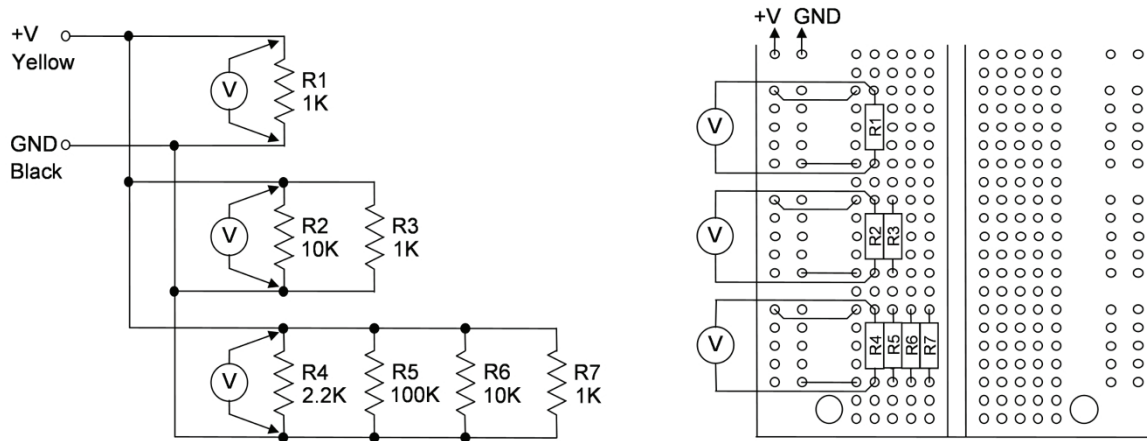 +V
Yellow
GND
Black
V
R1
1K
V
R2
10K
R3
1K
V
R4
2.2K
R5
100K
R6
10K
R7
1K
+V GND
V
R1
V
R2
R3
V
R4
R5
R6
R7